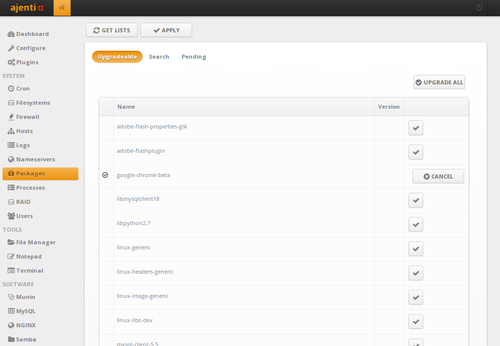 ajenti α
GET LISTS
APPLY
Dashboard
Configure
Plugins
SYSTEM
Cron
Filesystems
Firewall
Hosts
Logs
Nameservers
Packages
Processes
RAID
Users
TOOLS
File Manager
Notepad
Terminal
SOFTWARE
Munin
MySQL
NGINX
Samba
Upgradeable Search Pending
UPGRADE ALL
Name Version
adobe-flash-properties-gtk
adobe-flashplugin
google-chrome-beta CANCEL
libmysqlclient18
libpython2.7
linux-generic
linux-headers-generic
linux-image-generic
linux-libc-dev
mysql-client-5.5